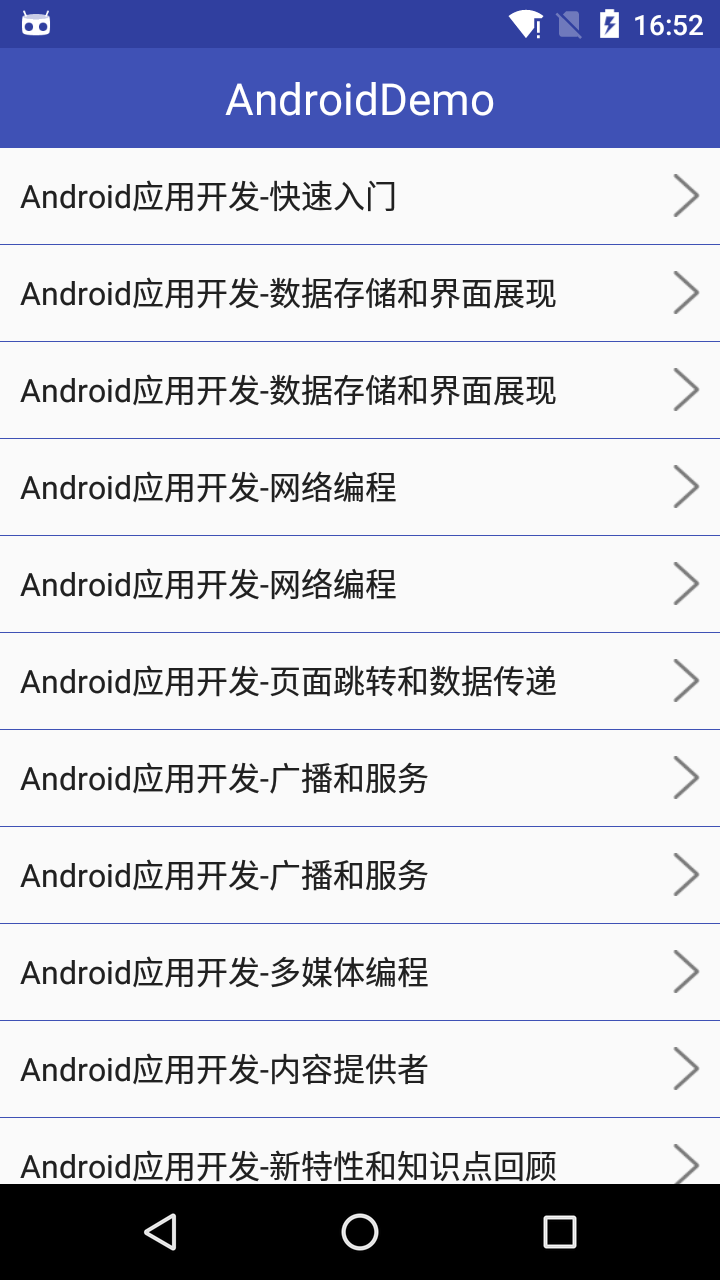 16:52
AndroidDemo
Android应用开发-快速入门
Android应用开发-数据存储和界面展现
Android应用开发-数据存储和界面展现
Android应用开发-网络编程
Android应用开发-网络编程
Android应用开发-页面跳转和数据传递
Android应用开发-广播和服务
Android应用开发-广播和服务
Android应用开发-多媒体编程
Android应用开发-内容提供者
Android应用开发-新特性和知识点回顾